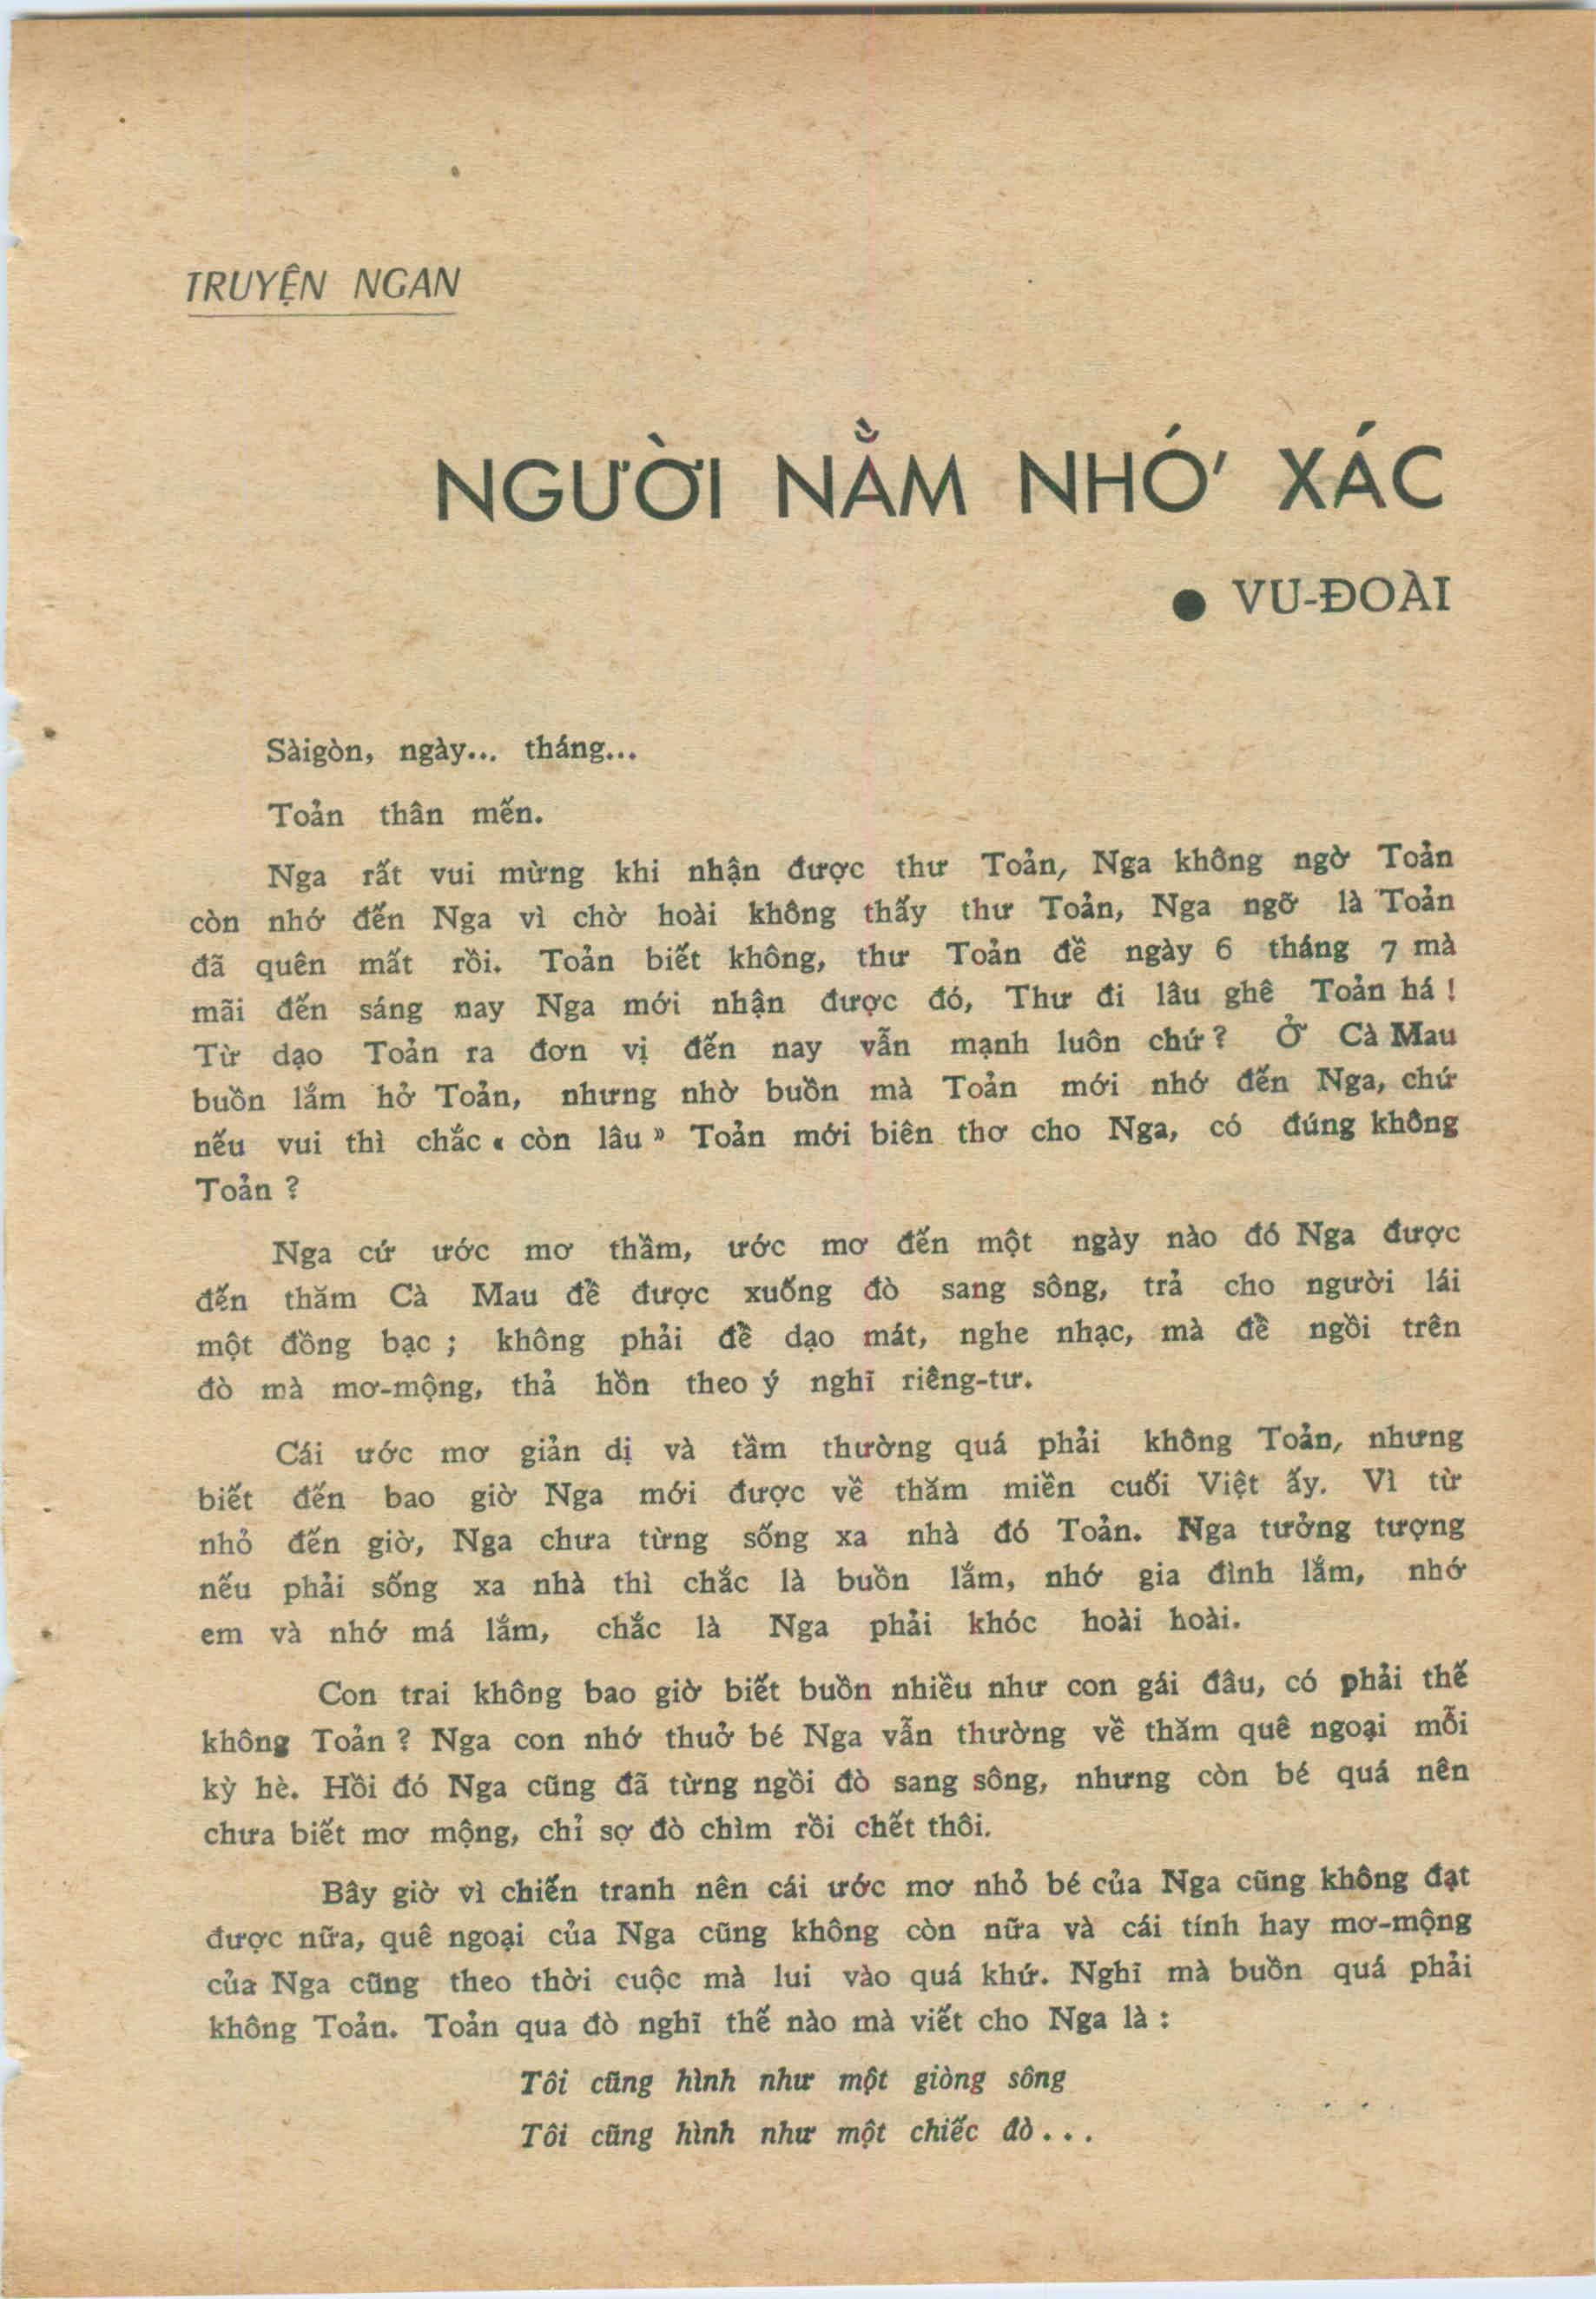 TRUYỆN NGAN
NGƯỜI NẰM NHỚ XÁC
● VU-ĐOÀI
Sàigòn, ngày... tháng...
Toản thân mến.
Nga rất vui mừng khi nhận được thư Toản, Nga không ngờ Toản
còn nhớ đến Nga vì chờ hoài không thấy thư Toản, Nga ngỡ là Toản
đã quên mất rồi. Toản biết không, thư Toản đề ngày 6 tháng 7 mà
mãi đến sáng nay Nga mới nhận được đó, Thư đi lâu ghê Toản há !
Từ dạo Toản ra đơn vị đến nay vẫn mạnh luôn chứ ? Ở Cà Mau
buồn lắm hở Toản, nhưng nhờ buồn mà Toản mới nhớ đến Nga, chứ
nếu vui thì chắc « còn lâu » Toản mới biên thơ cho Nga, có đúng không
Toản ?
Nga cứ ước mơ thầm, ước mơ đến một ngày nào đó Nga được
đến thăm Cà Mau để được xuống đò sang sông, trả cho người lái
một đồng bạc ; không phải để dạo mát, nghe nhạc, mà để ngồi trên
đò mà mơ-mộng, thả hồn theo ý nghĩ riêng-tư.
Cái ước mơ giản dị và tầm thường quá phải không Toản, nhưng
biết đến bao giờ Nga mới được về thăm miền cuối Việt ấy. Vì từ
nhỏ đến giờ, Nga chưa từng sống xa nhà đó Toản. Nga tưởng tượng
nếu phải sống xa nhà thì chắc là buồn lắm, nhớ gia đình lắm, nhớ
em và nhớ má lắm, chắc là Nga phải khóc hoài hoài.
Con trai không bao giờ biết buồn nhiều như con gái đâu, có phải thế
không Toản ? Nga con nhớ thuở bé Nga vẫn thường về thăm quê ngoại mỗi
kỳ hè. Hồi đó Nga cũng đã từng ngồi đò sang sông, nhưng còn bé quá nên
chưa biết mơ mộng, chỉ sợ đò chìm rồi chết thôi.
Bây giờ vì chiến tranh nên cái ước mơ nhỏ bé của Nga cũng không đạt
được nữa, quê ngoại của Nga cũng không còn nữa và cái tính hay mơ-mộng
của Nga cũng theo thời cuộc mà lui vào quá khứ. Nghĩ mà buồn quá phải
không Toản. Toản qua đò nghĩ thế nào mà viết cho Nga là :
Tôi cũng hình như một giòng sông
Tôi cũng hình như một chiếc đò . . .